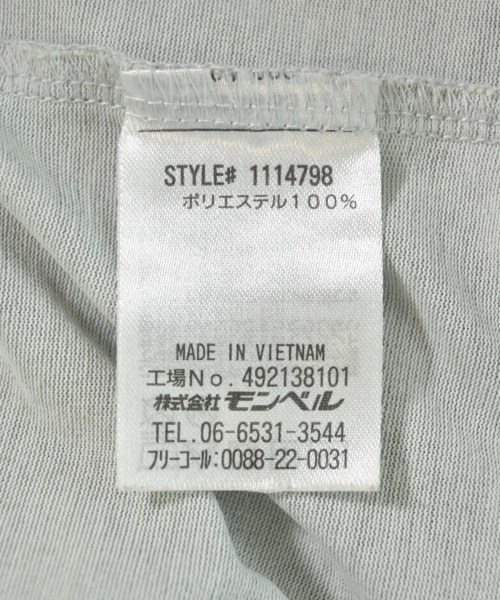 STYLE# 1114798
ポリエステル100%
MADE IN VIETNAM
工場No. 492138101
株式会社 モンベル
TEL.06-6531-3544
フリーコール:0088-22-0031